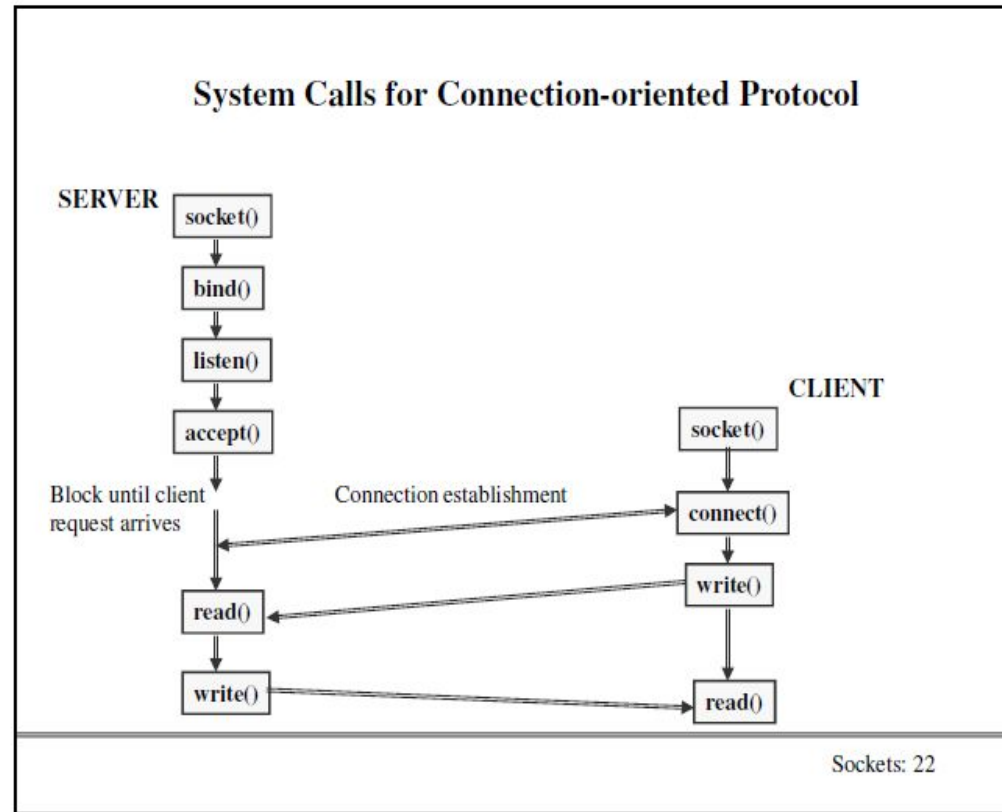 System Calls for Connection-oriented Protocol
SERVER
socket()
bind()
listen()
accept()
Block until client
request arrives
read()
write()
Connection establishment
CLIENT
socket()
connect()
write()
read()
Sockets: 22